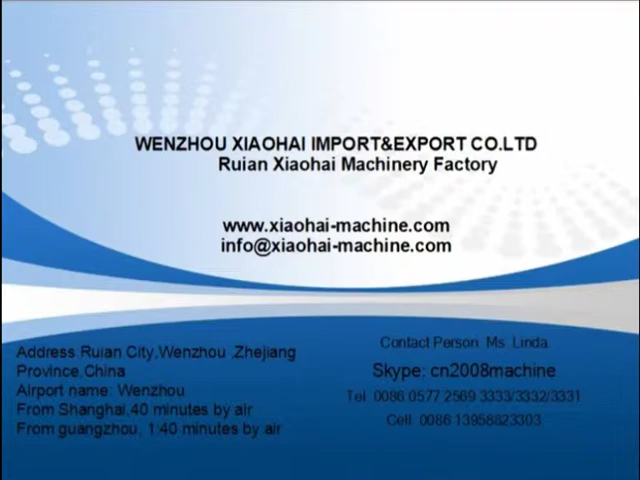 WENZHOU XIAOHAI IMPORT&EXPORT CO.LTD
Ruian Xiaohai Machinery Factory
www.xiaohai-machine.com
info@xiaohai-machine.com
Address.Ruian City,Wenzhou ,Zhejiang
Province,China
Airport name: Wenzhou
From Shanghai,40 minutes by air
From guangzhou, 1:40 minutes by air
Contact Person Ms Linda
Skype: cn2008machine
Tel 0086 0577 2569 3333/3332/3331
Cell 0086 13958823303